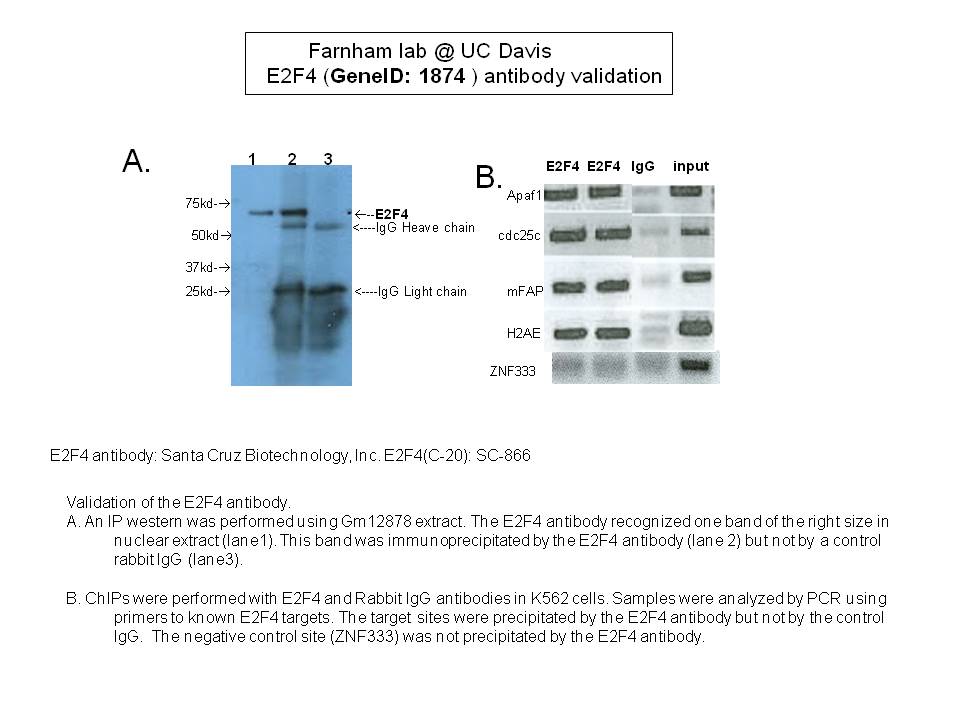 Farnham lab @ UC Davis
E2F4 (GeneID: 1874 ) antibody validation
A.
1 2 3
75kd-→
50kd→
37kd-→
25kd-→
←--E2F4
<----IgG Heave chain
<----IgG Light chain
B.
E2F4 E2F4 IgG input
Apaf1
cdc25c
mFAP
H2AE
ZNF333
E2F4 antibody: Santa Cruz Biotechnology, Inc. E2F4(C-20): SC-866
Validation of the E2F4 antibody.
A. An IP western was performed using Gm12878 extract. The E2F4 antibody recognized one band of the right size in
nuclear extract (lane1). This band was immunoprecipitated by the E2F4 antibody (lane 2) but not by a control
rabbit IgG (lane3).
B. ChIPs were performed with E2F4 and Rabbit IgG antibodies in K562 cells. Samples were analyzed by PCR using
primers to known E2F4 targets. The target sites were precipitated by the E2F4 antibody but not by the control
IgG. The negative control site (ZNF333) was not precipitated by the E2F4 antibody.